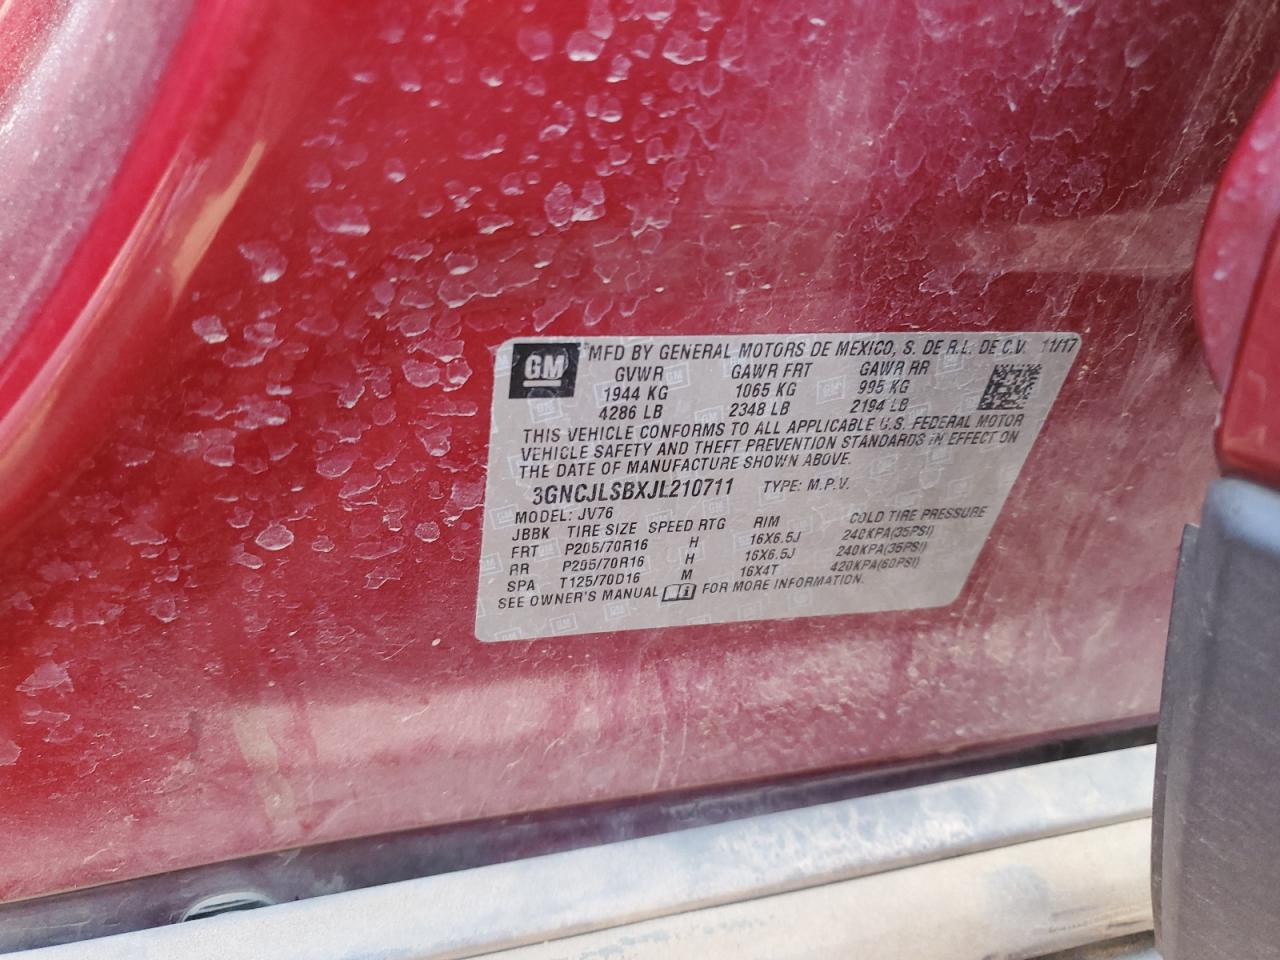 GM MFD BY GENERAL MOTORS DE MEXICO, S. DE R.L. DE C.V. 11/17
GVWR GAWR FRT GAWR RR
1944 KG 1065 KG 995 KG
4286 LB 2348 LB 2194 LB
THIS VEHICLE CONFORMS TO ALL APPLICABLE U.S. FEDERAL MOTOR
VEHICLE SAFETY AND THEFT PREVENTION STANDARDS IN EFFECT ON
THE DATE OF MANUFACTURE SHOWN ABOVE.
3GNCJLSBXJL210711 TYPE: M.P.V.
MODEL: JV76
JBBK TIRE SIZE SPEED RTG RIM COLD TIRE PRESSURE
FRT P205/70R16 H 16X6.5J 240KPA(35PSI)
RR P205/70R16 H 16X6.5J 240KPA(35PSI)
SPA T125/70D16 M 16X4T 420KPA(60PSI)
SEE OWNER'S MANUAL FOR MORE INFORMATION.